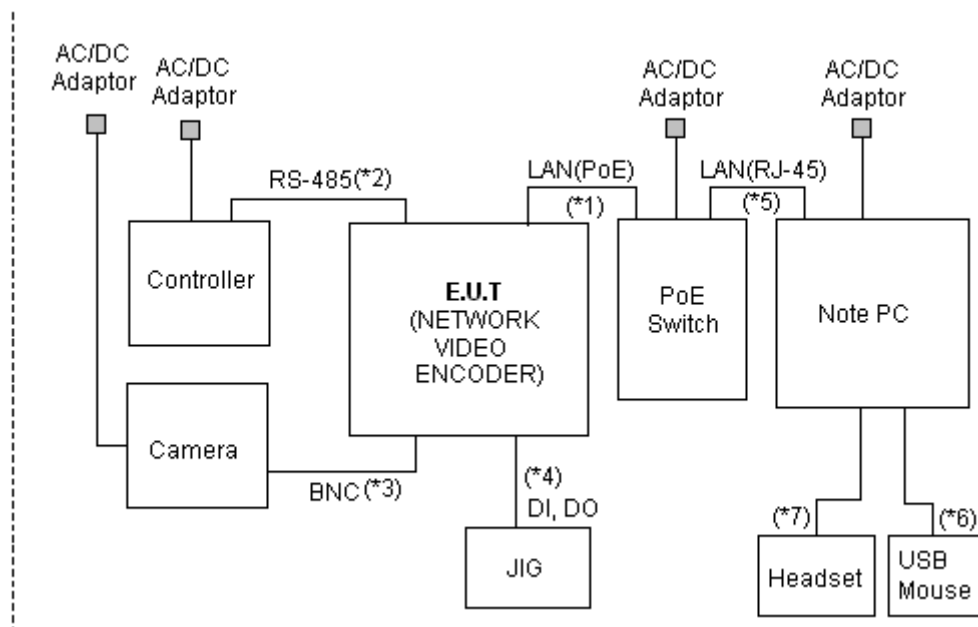 AC/DC
Adaptor
AC/DC
Adaptor
AC/DC
Adaptor
AC/DC
Adaptor
RS-485(*2)
LAN(PoE)
(*1)
LAN(RJ-45)
(*5)
Controller
E.U.T
(NETWORK
VIDEO
ENCODER)
PoE
Switch
Note PC
Camera
BNC(*3)
(*4)
DI, DO
JIG
(*7)
(*6)
Headset
USB
Mouse